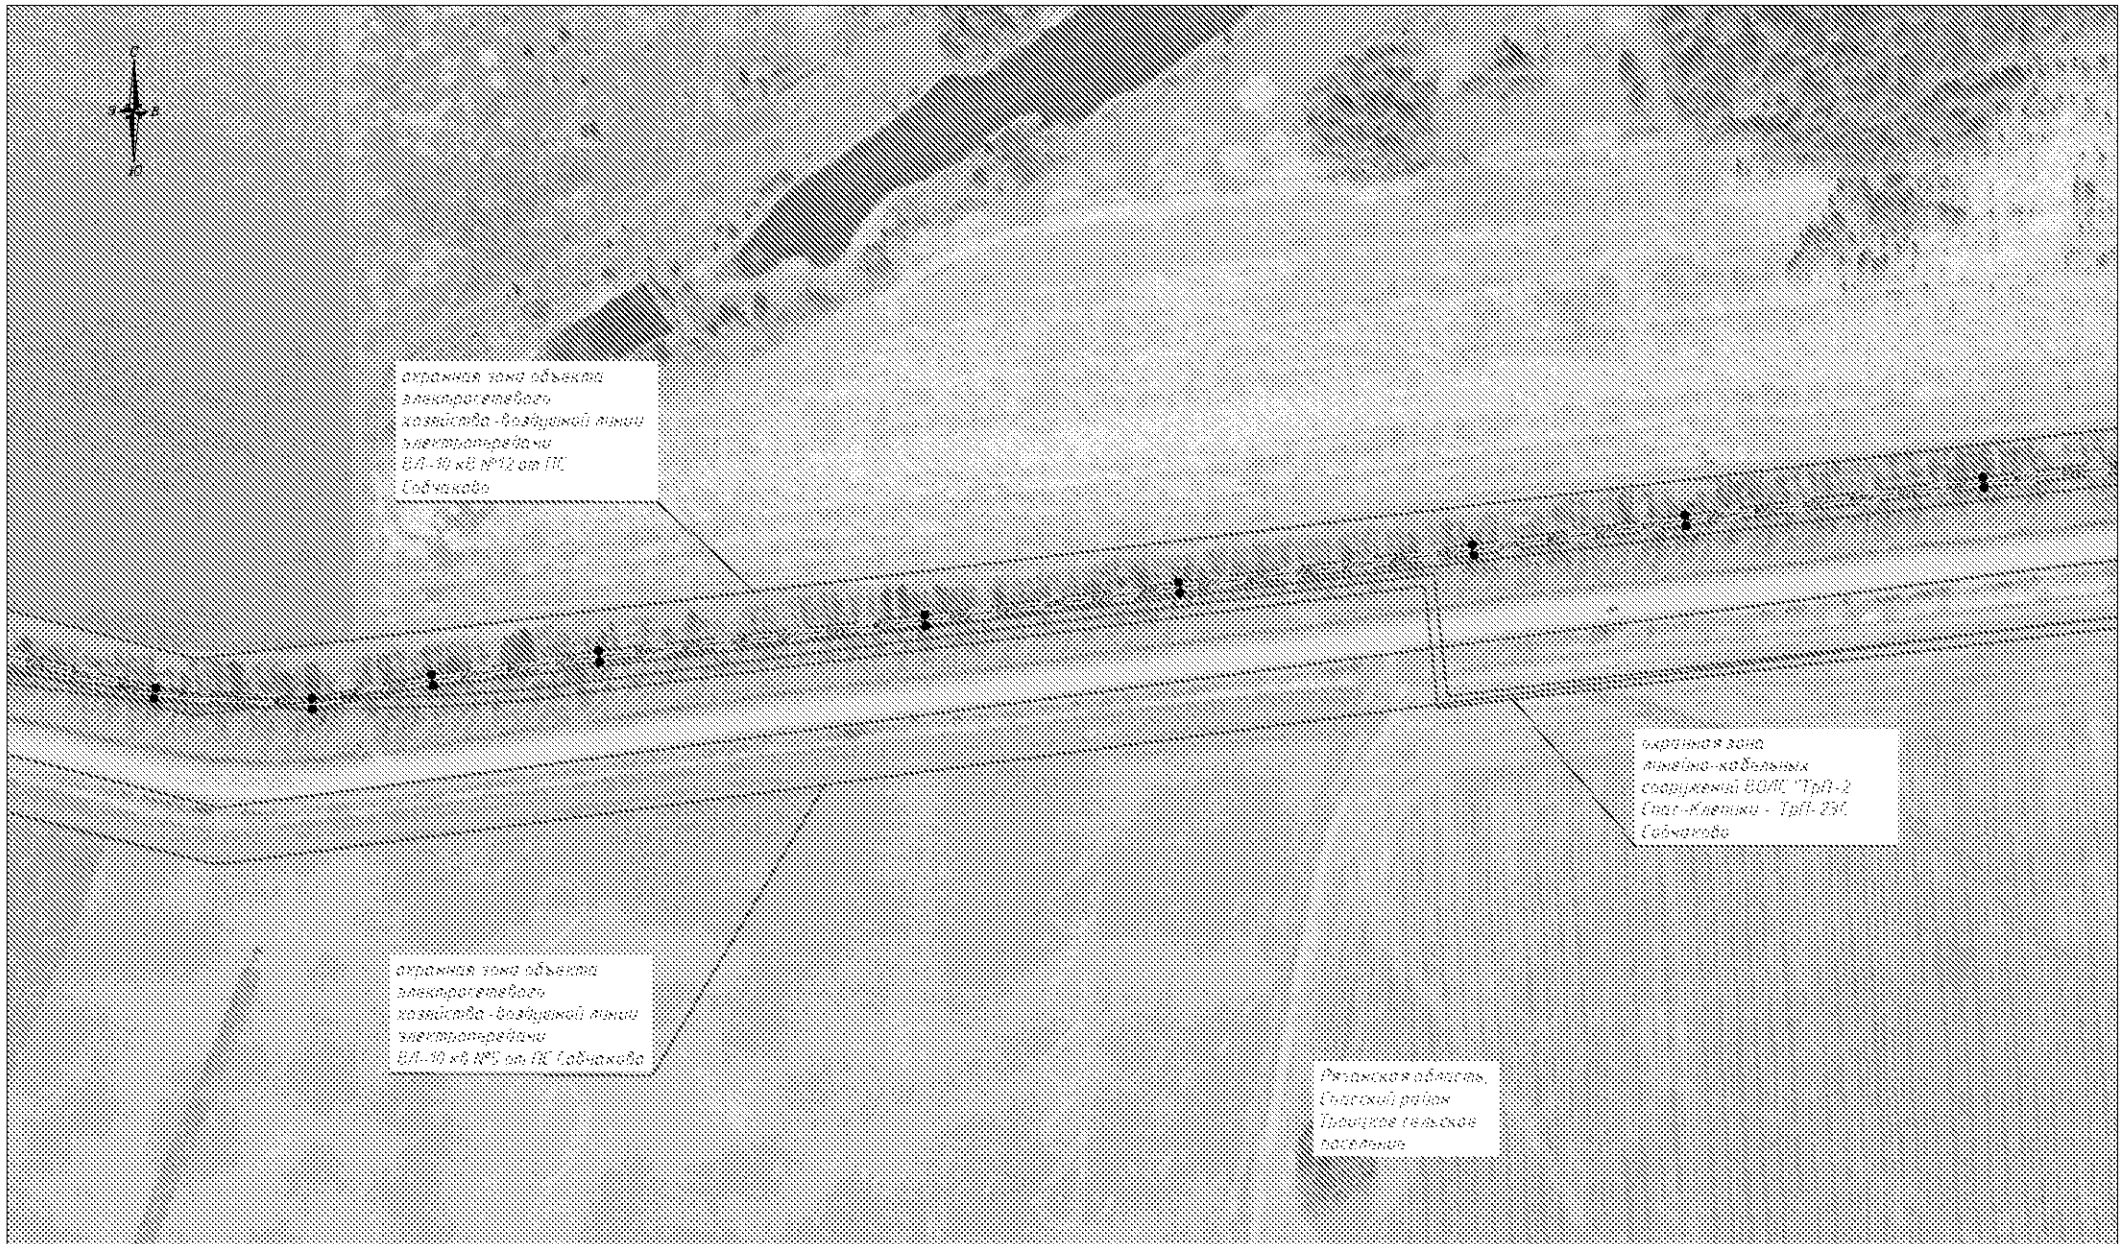 С
З В
Ю
охранная зона объекта
электросетевого
хозяйства -воздушной линии
электропередачи
ВЛ-10 кВ №12 от ПС
Собчаково
охранная зона
линейно-кабельных
сооружений ВОЛС "ТрП-2
Спас-Клепики - ТрП-23С
Собчаково
охранная зона объекта
электросетевого
хозяйства -воздушной линии
электропередачи
ВЛ-10 кВ №5 от ПС Собчаково
Рязанская область,
Спасский район
Троицкое сельское
поселение